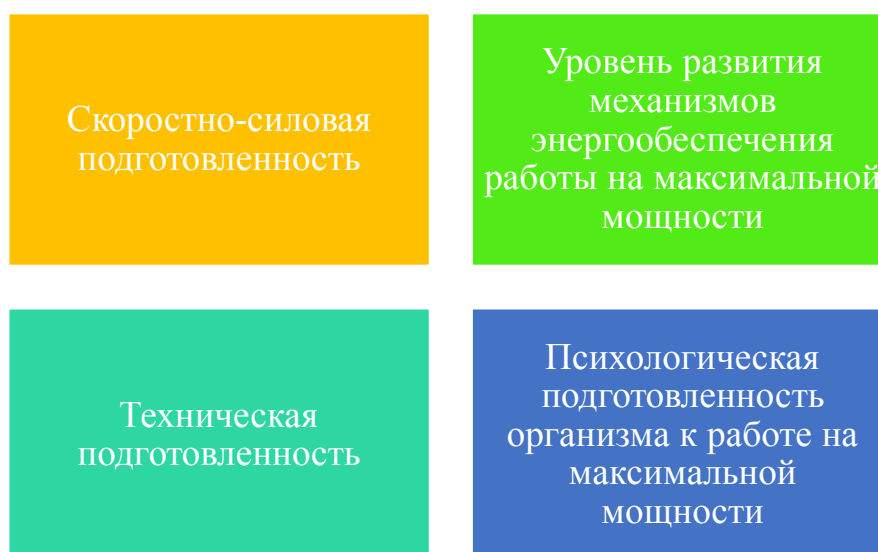 Скоростно-силовая
подготовленность
Уровень развития
механизмов
энергообеспечения
работы на максимальной
мощности
Техническая
подготовленность
Психологическая
подготовленность
организма к работе на
максимальной
мощности